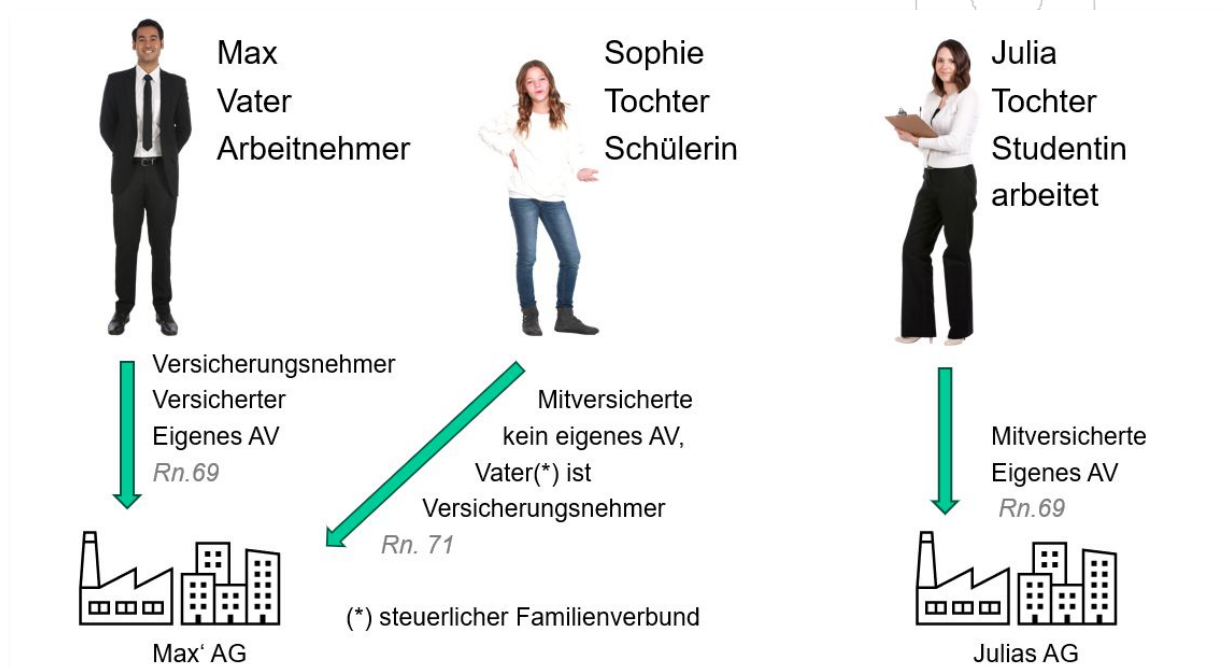 Max
Vater
Arbeitnehmer
Sophie
Tochter
Schülerin
Julia
Tochter
Studentin
arbeitet
Versicherungsnehmer
Versicherter
Eigenes AV
Rn.69
Mitversicherte
kein eigenes AV,
Vater(*) ist
Versicherungsnehmer
Rn. 71
Mitversicherte
Eigenes AV
Rn.69
(*) steuerlicher Familienverbund
Max‘ AG
Julias AG